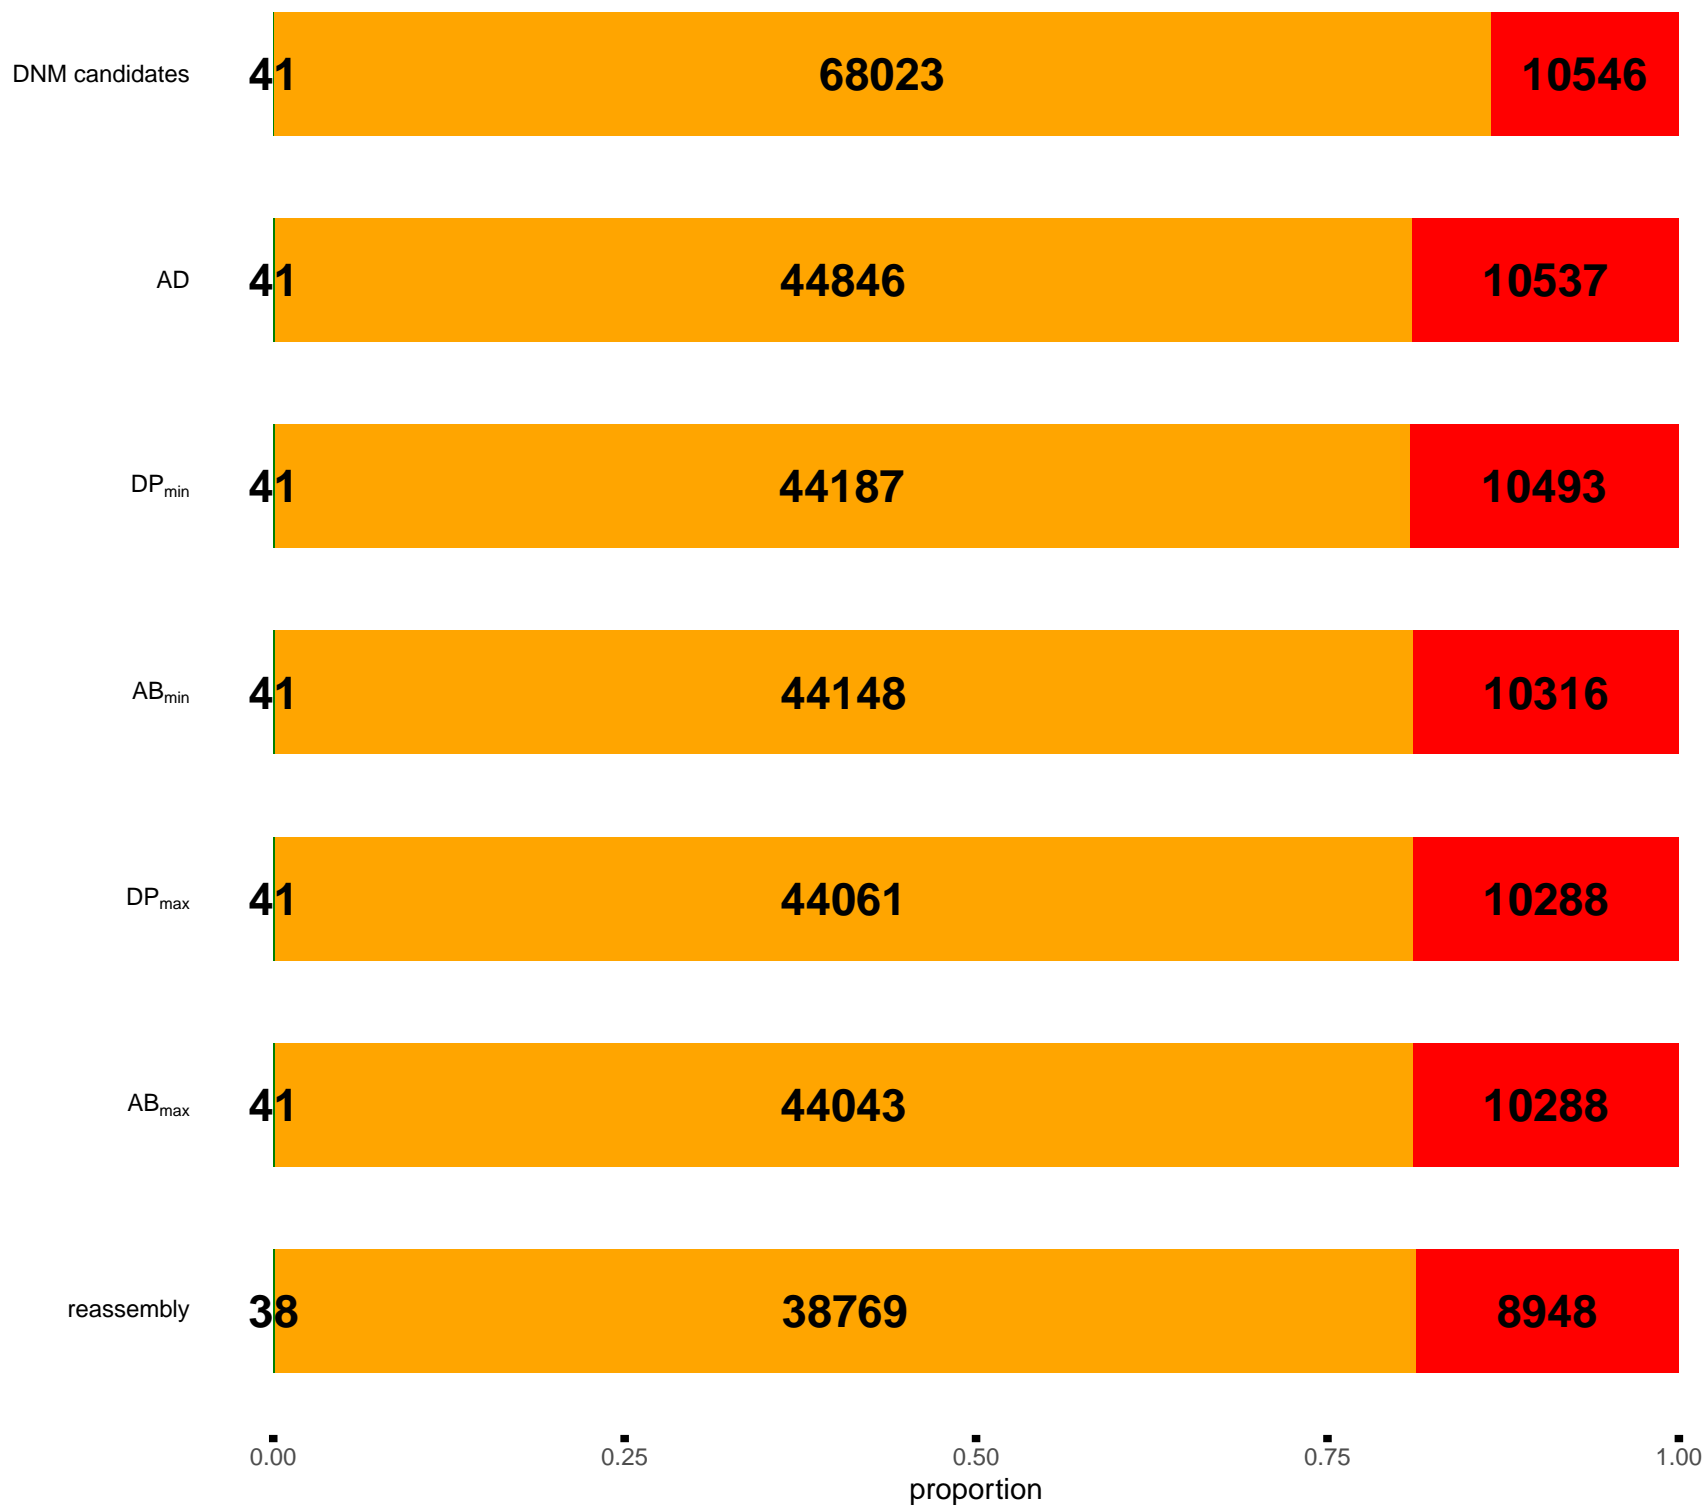 DNM candidates 41 68023 10546
AD 41 44846 10537
DPmin 41 44187 10493
ABmin 41 44148 10316
DPmax 41 44061 10288
ABmax 41 44043 10288
reassembly 38 38769 8948
0.00 0.25 0.50 0.75 1.00
proportion